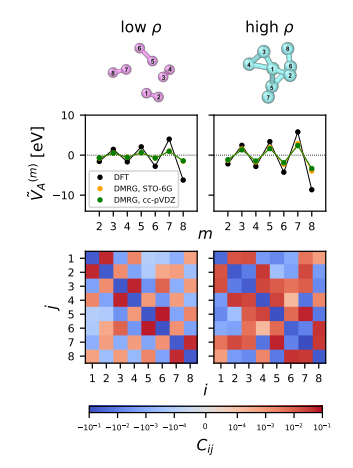 low ρ
high ρ
6
5
8
7
4
3
1
2
3
8
4
1
6
2
5
7
10
0
−10
Ṽ_A^(m) [eV]
DFT
DMRG, STO-6G
DMRG, cc-pVDZ
2 3 4 5 6 7 8
2 3 4 5 6 7 8
m
1
2
3
4
5
6
7
8
j
1 2 3 4 5 6 7 8
1 2 3 4 5 6 7 8
i
−10⁻¹ −10⁻² −10⁻³ −10⁻⁴ 0 10⁻⁴ 10⁻³ 10⁻² 10⁻¹
C_ij